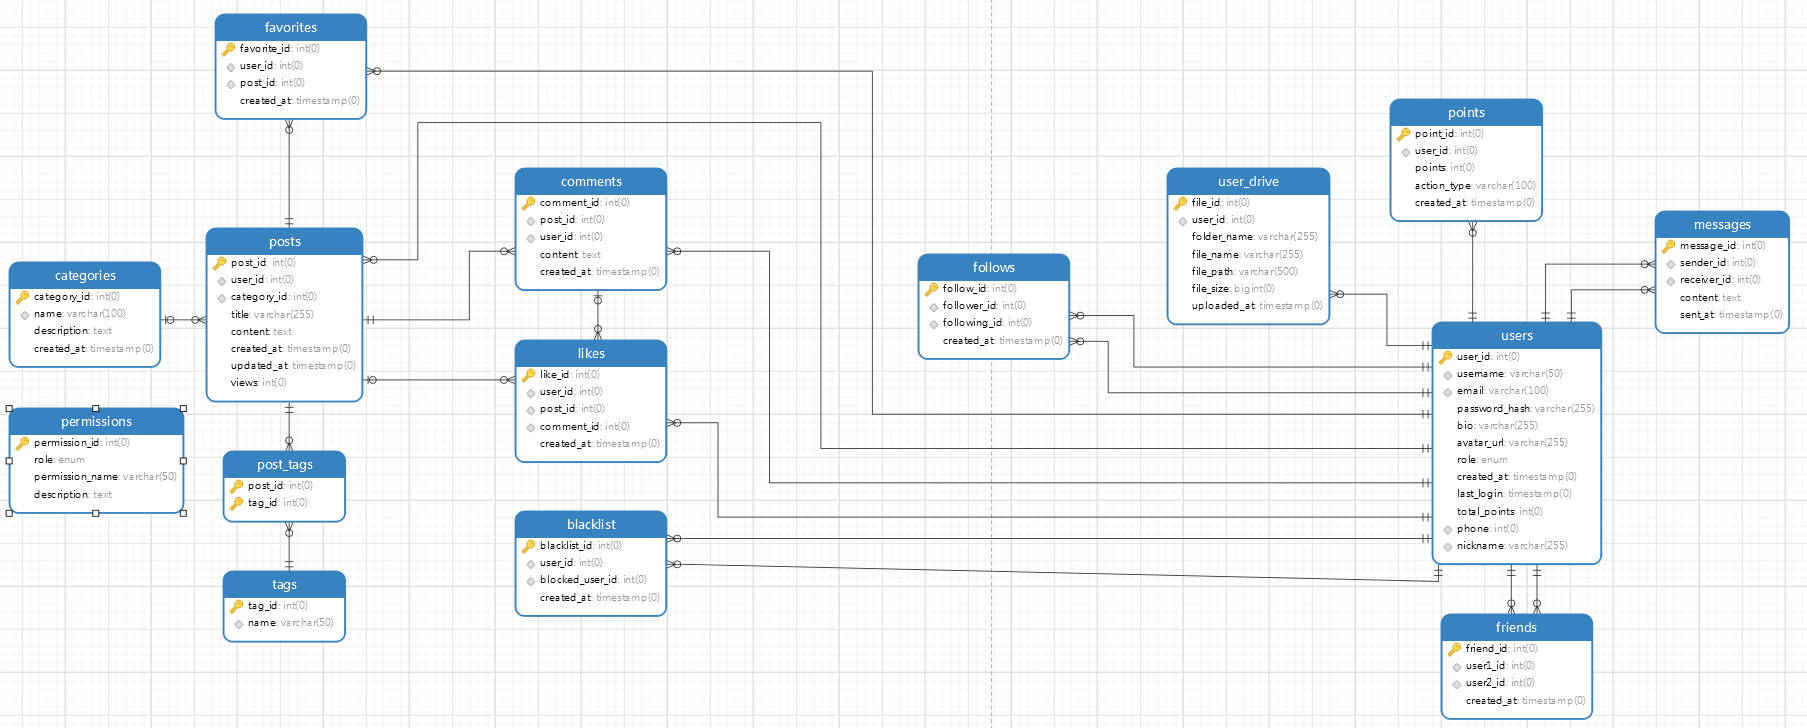 favorites
favorite_id: int(0)
user_id: int(0)
post_id: int(0)
created_at: timestamp(0)
posts
post_id: int(0)
user_id: int(0)
category_id: int(0)
title: varchar(255)
content: text
created_at: timestamp(0)
updated_at: timestamp(0)
views: int(0)
categories
category_id: int(0)
name: varchar(100)
description: text
created_at: timestamp(0)
permissions
permission_id: int(0)
role: enum
permission_name: varchar(50)
description: text
post_tags
post_id: int(0)
tag_id: int(0)
tags
tag_id: int(0)
name: varchar(50)
comments
comment_id: int(0)
post_id: int(0)
user_id: int(0)
content: text
created_at: timestamp(0)
likes
like_id: int(0)
user_id: int(0)
post_id: int(0)
comment_id: int(0)
created_at: timestamp(0)
blacklist
blacklist_id: int(0)
user_id: int(0)
blocked_user_id: int(0)
created_at: timestamp(0)
follows
follow_id: int(0)
follower_id: int(0)
following_id: int(0)
created_at: timestamp(0)
user_drive
file_id: int(0)
user_id: int(0)
folder_name: varchar(255)
file_name: varchar(255)
file_path: varchar(500)
file_size: bigint(0)
uploaded_at: timestamp(0)
points
point_id: int(0)
user_id: int(0)
points: int(0)
action_type: varchar(100)
created_at: timestamp(0)
messages
message_id: int(0)
sender_id: int(0)
receiver_id: int(0)
content: text
sent_at: timestamp(0)
users
user_id: int(0)
username: varchar(50)
email: varchar(100)
password_hash: varchar(255)
bio: varchar(255)
avatar_url: varchar(255)
role: enum
created_at: timestamp(0)
last_login: timestamp(0)
total_points: int(0)
phone: int(0)
nickname: varchar(255)
friends
friend_id: int(0)
user1_id: int(0)
user2_id: int(0)
created_at: timestamp(0)